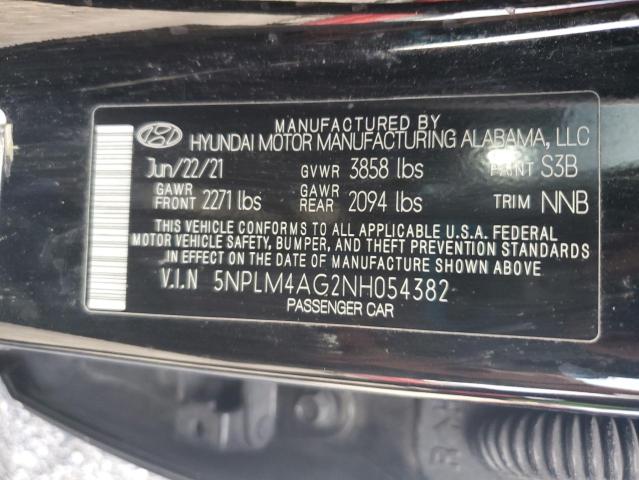 MANUFACTURED BY
HYUNDAI MOTOR MANUFACTURING ALABAMA, LLC
Jun/22/21 GVWR 3858 lbs PAINT S3B
GAWR FRONT 2271 lbs GAWR REAR 2094 lbs TRIM NNB
THIS VEHICLE CONFORMS TO ALL APPLICABLE U.S.A. FEDERAL
MOTOR VEHICLE SAFETY, BUMPER, AND THEFT PREVENTION STANDARDS
IN EFFECT ON THE DATE OF MANUFACTURE SHOWN ABOVE
V.I.N 5NPLM4AG2NH054382
PASSENGER CAR